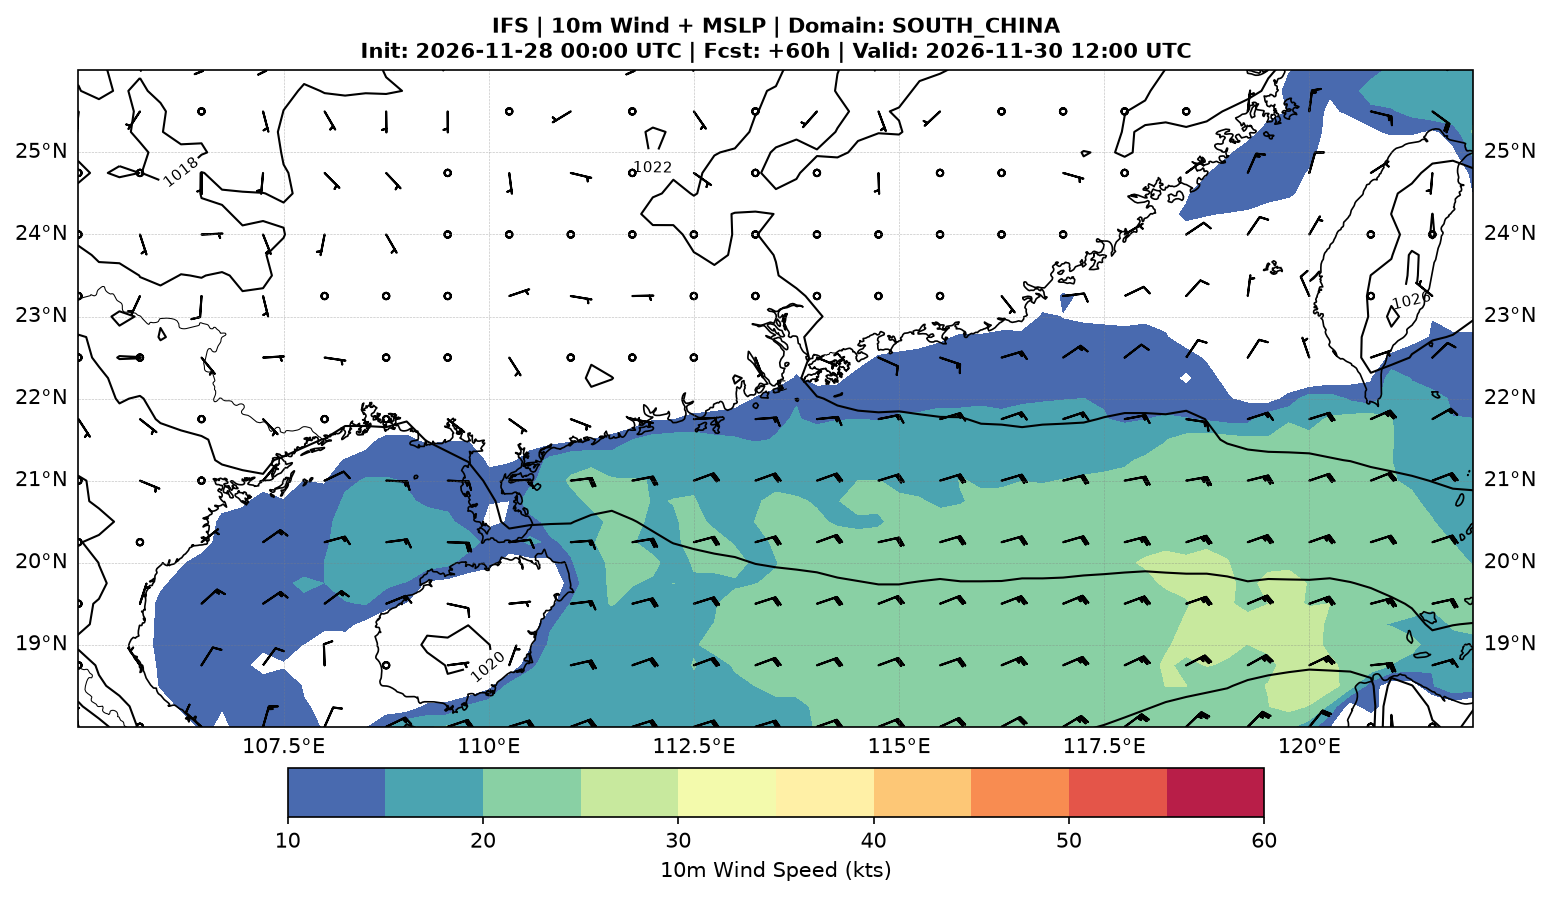 IFS | 10m Wind + MSLP | Domain: SOUTH_CHINA
Init: 2026-11-28 00:00 UTC | Fcst: +60h | Valid: 2026-11-30 12:00 UTC
25°N
24°N
23°N
22°N
21°N
20°N
19°N
1018
1022
1026
1020
25°N
24°N
23°N
22°N
21°N
20°N
19°N
107.5°E
110°E
112.5°E
115°E
117.5°E
120°E
10
20
30
40
50
60
10m Wind Speed (kts)